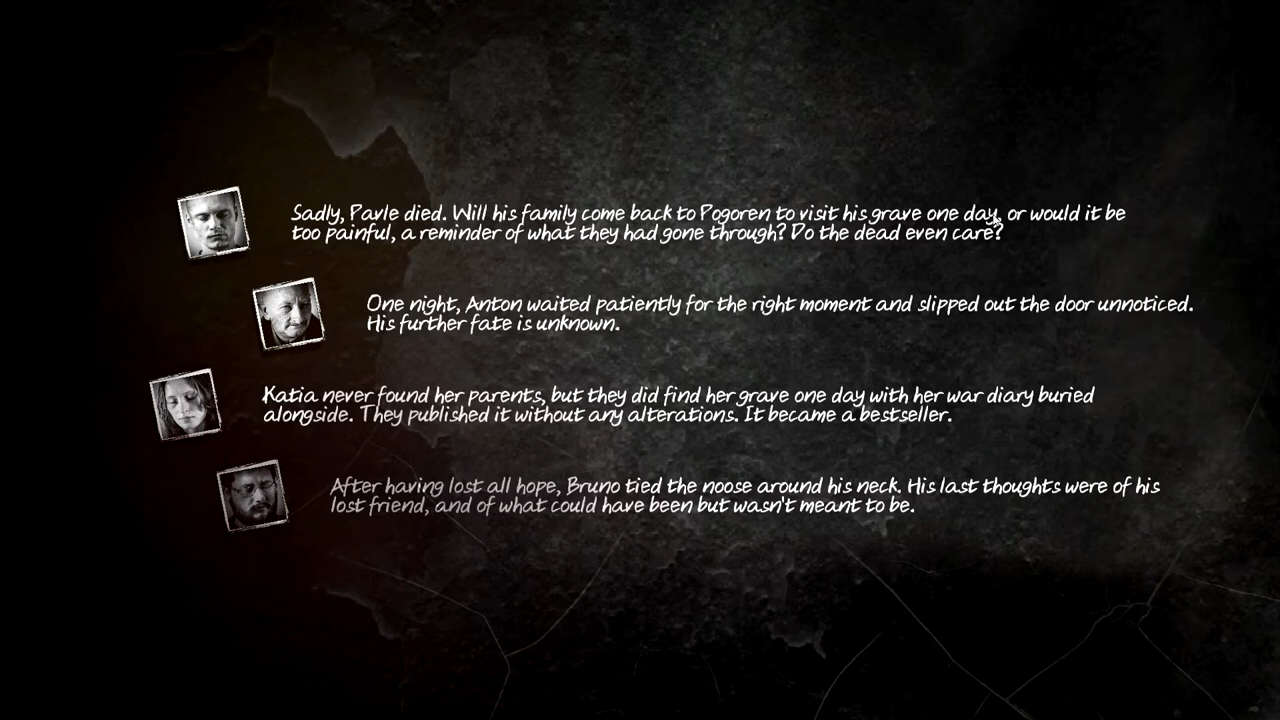 Sadly, Pavle died. Will his family come back to Pogoren to visit his grave one day, or would it be
too painful, a reminder of what they had gone through? Do the dead even care?
One night, Anton waited patiently for the right moment and slipped out the door unnoticed.
His further fate is unknown.
Katia never found her parents, but they did find her grave one day with her war diary buried
alongside. They published it without any alterations. It became a bestseller.
After having lost all hope, Bruno tied the noose around his neck. His last thoughts were of his
lost friend, and of what could have been but wasn't meant to be.